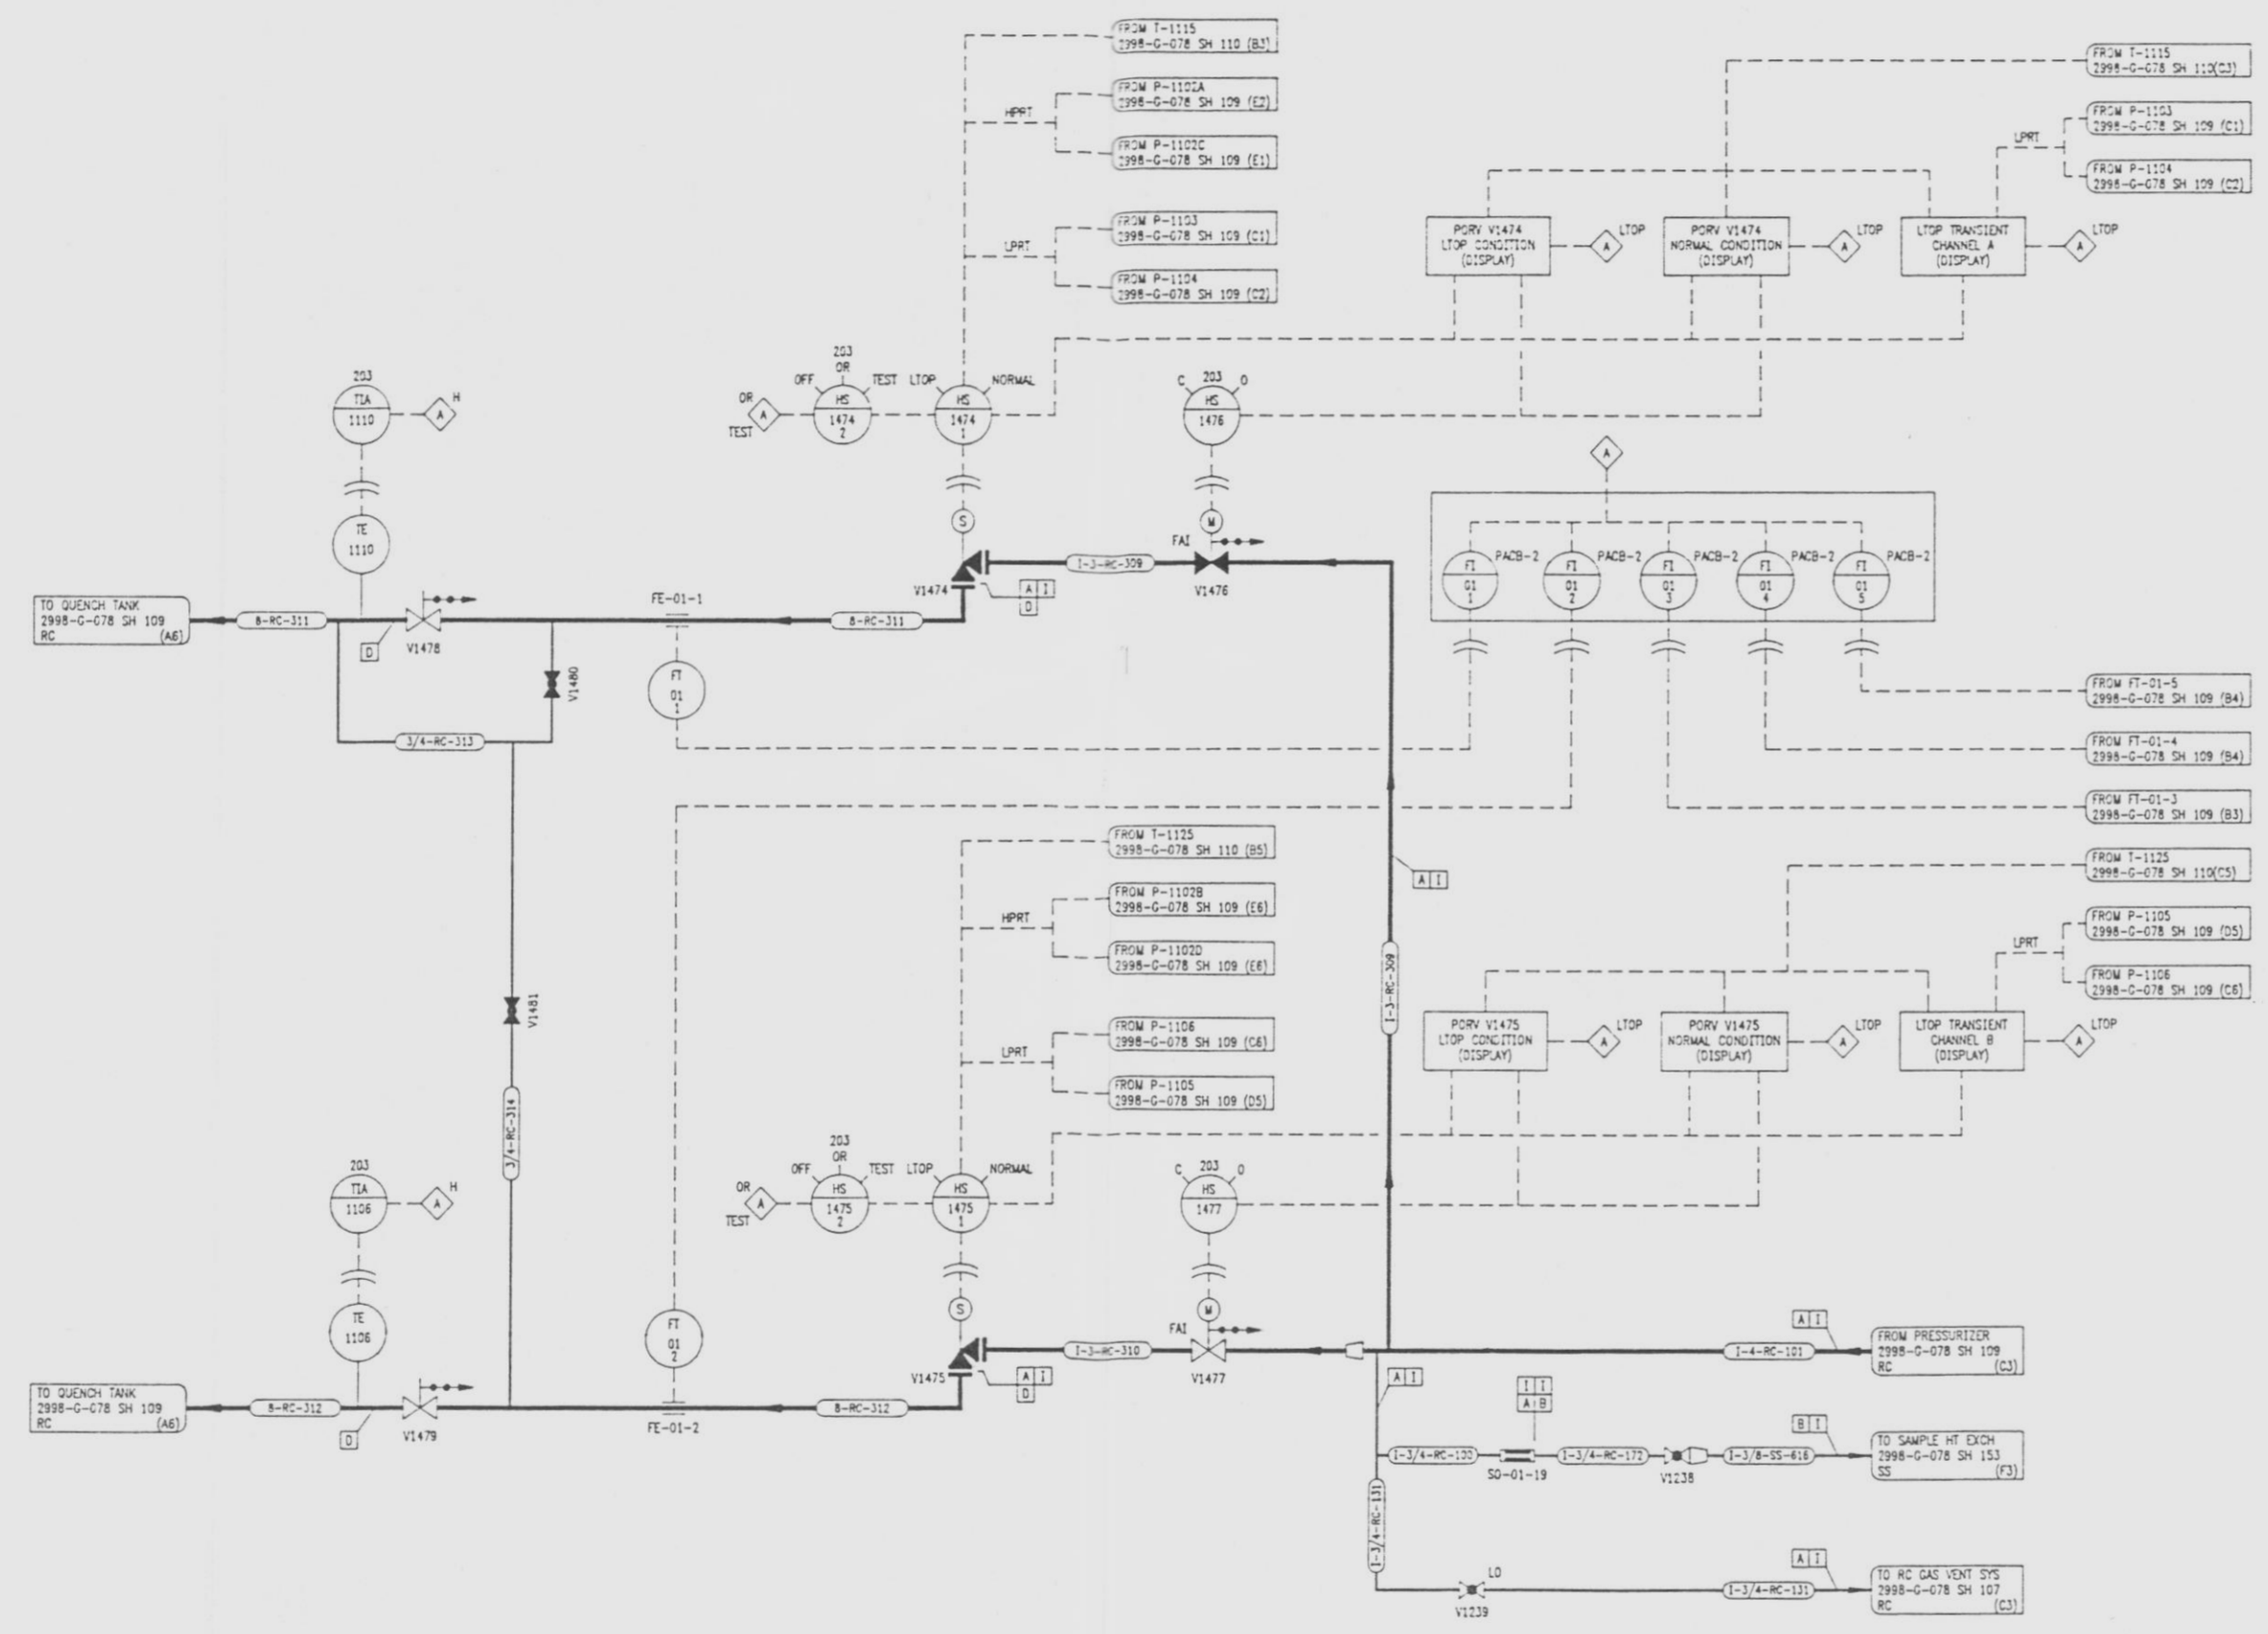 FROM T-1115
2998-G-078 SH 110 (B3)
FROM P-1102A
2998-G-078 SH 109 (E2)
HPRT
FROM P-1102C
2998-G-078 SH 109 (E1)
FROM P-1103
2998-G-078 SH 109 (C1)
LPRT
FROM P-1104
2998-G-078 SH 109 (C2)
FROM T-1115
2998-G-078 SH 110(C3)
FROM P-1103
2998-G-078 SH 109 (C1)
LPRT
FROM P-1104
2998-G-078 SH 109 (C2)
PORV V1474
LTOP CONDITION
(DISPLAY)
A
LTOP
PORV V1474
NORMAL CONDITION
(DISPLAY)
A
LTOP
LTOP TRANSIENT
CHANNEL A
(DISPLAY)
A
LTOP
203
TIA
1110
A
H
TE
1110
OR
A
TEST
203
OR
OFF
TEST
HS
1474
2
LTOP
NORMAL
HS
1474
1
S
C
203
O
HS
1476
M
FAI
V1476
I-3-RC-309
V1474
A I
D
A
FI
01
1
PACB-2
FI
01
2
PACB-2
FI
01
3
PACB-2
FI
01
4
PACB-2
FI
01
5
PACB-2
TO QUENCH TANK
2998-G-078 SH 109
RC (A6)
8-RC-311
D
V1478
FE-01-1
8-RC-311
FT
01
1
V1480
3/4-RC-313
FROM FT-01-5
2998-G-078 SH 109 (B4)
FROM FT-01-4
2998-G-078 SH 109 (B4)
FROM FT-01-3
2998-G-078 SH 109 (B3)
FROM T-1125
2998-G-078 SH 110 (B5)
FROM P-1102B
2998-G-078 SH 109 (E6)
HPRT
FROM P-1102D
2998-G-078 SH 109 (E6)
FROM P-1106
2998-G-078 SH 109 (C6)
LPRT
FROM P-1105
2998-G-078 SH 109 (D5)
A I
I-3-RC-309
FROM T-1125
2998-G-078 SH 110(C5)
FROM P-1105
2998-G-078 SH 109 (D5)
LPRT
FROM P-1106
2998-G-078 SH 109 (C6)
PORV V1475
LTOP CONDITION
(DISPLAY)
A
LTOP
PORV V1475
NORMAL CONDITION
(DISPLAY)
A
LTOP
LTOP TRANSIENT
CHANNEL B
(DISPLAY)
A
LTOP
V1481
3/4-RC-314
203
TIA
1106
A
H
TE
1106
OR
A
TEST
203
OR
OFF
TEST
HS
1475
2
LTOP
NORMAL
HS
1475
1
S
C
203
O
HS
1477
M
FAI
V1477
I-3-RC-310
V1475
A I
D
FT
01
2
TO QUENCH TANK
2998-G-078 SH 109
RC (A6)
8-RC-312
D
V1479
FE-01-2
8-RC-312
A I
I-4-RC-101
FROM PRESSURIZER
2998-G-078 SH 109
RC (C3)
A I
I I
A B
I-3/4-RC-100
SO-01-19
I-3/4-RC-172
V1238
I-3/8-SS-616
B I
TO SAMPLE HT EXCH
2998-G-078 SH 153
SS (F3)
I-3/4-RC-131
LO
V1239
I-3/4-RC-131
A I
TO RC GAS VENT SYS
2998-G-078 SH 107
RC (C3)